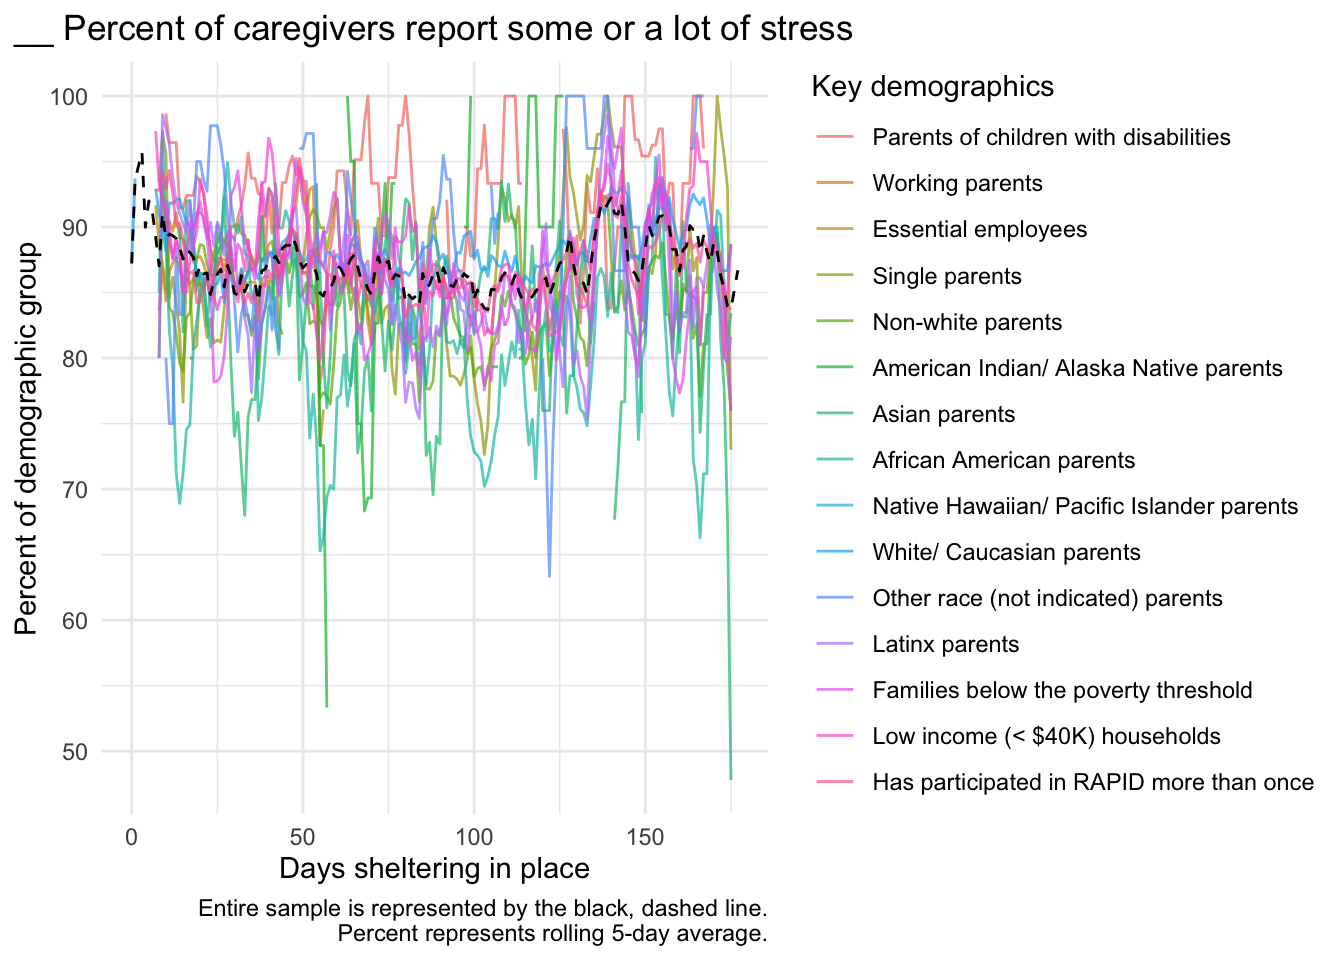 __ Percent of caregivers report some or a lot of stress
Key demographics
Parents of children with disabilities
Working parents
Essential employees
Single parents
Non-white parents
American Indian/ Alaska Native parents
Asian parents
African American parents
Native Hawaiian/ Pacific Islander parents
White/ Caucasian parents
Other race (not indicated) parents
Latinx parents
Families below the poverty threshold
Low income (< $40K) households
Has participated in RAPID more than once
Percent of demographic group
100
90
80
70
60
50
0
50
100
150
Days sheltering in place
Entire sample is represented by the black, dashed line.
Percent represents rolling 5-day average.